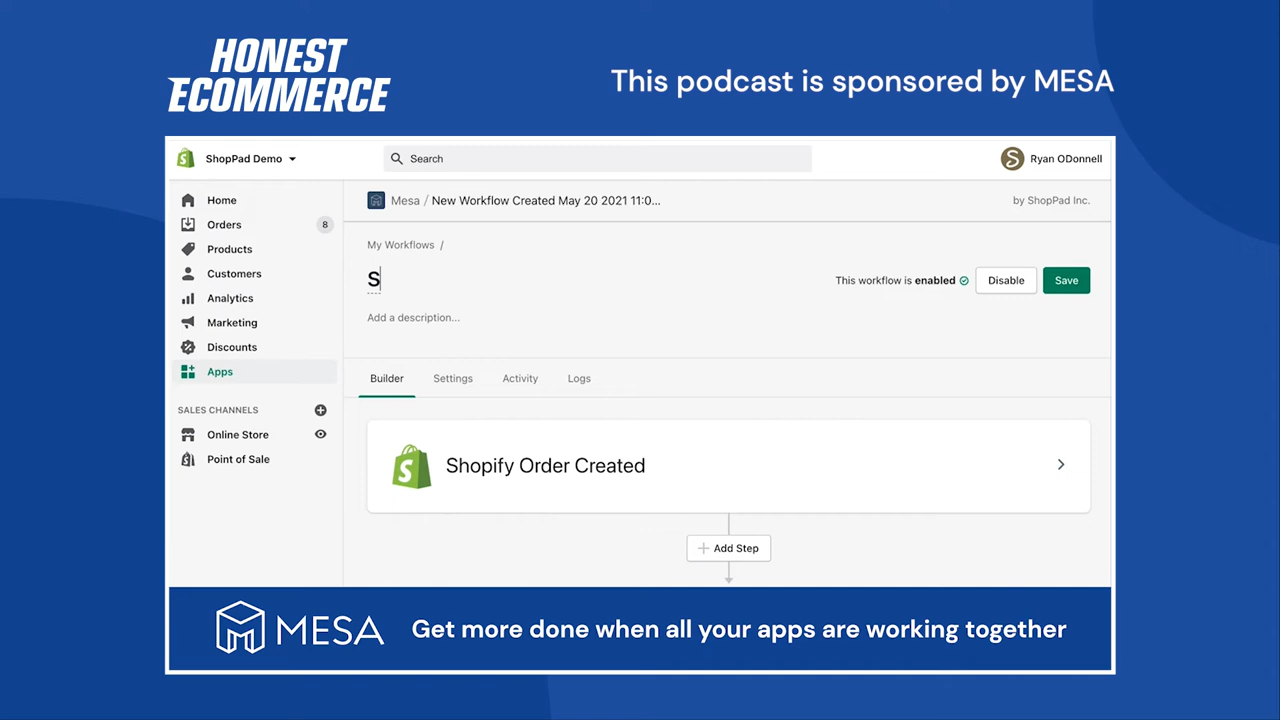 HONEST
ECOMMERCE
This podcast is sponsored by MESA
ShopPad Demo
Search
Ryan ODonnell
Home
Orders
8
Products
Customers
Analytics
Marketing
Discounts
Apps
SALES CHANNELS
Online Store
Point of Sale
Mesa / New Workflow Created May 20 2021 11:0...
by ShopPad Inc.
My Workflows /
S
This workflow is enabled
Disable
Save
Add a description...
Builder
Settings
Activity
Logs
Shopify Order Created
Add Step
MESA
Get more done when all your apps are working together